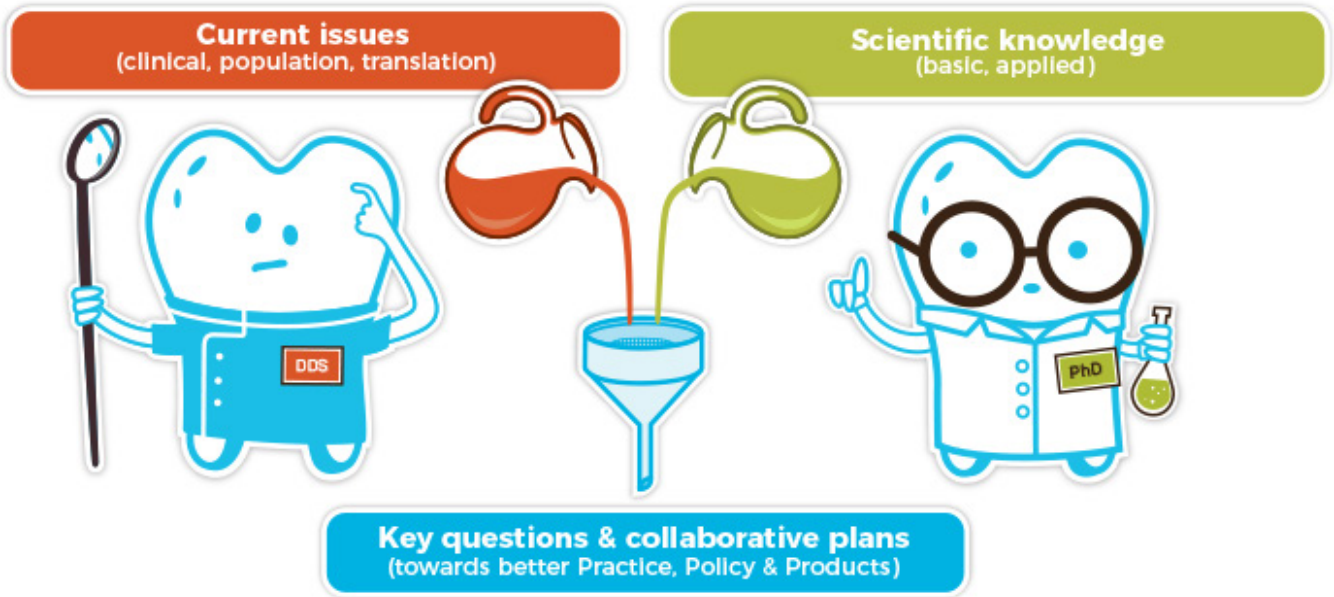 Current issues
(clinical, population, translation)
Scientific knowledge
(basic, applied)
DDS
PhD
Key questions & collaborative plans
(towards better Practice, Policy & Products)